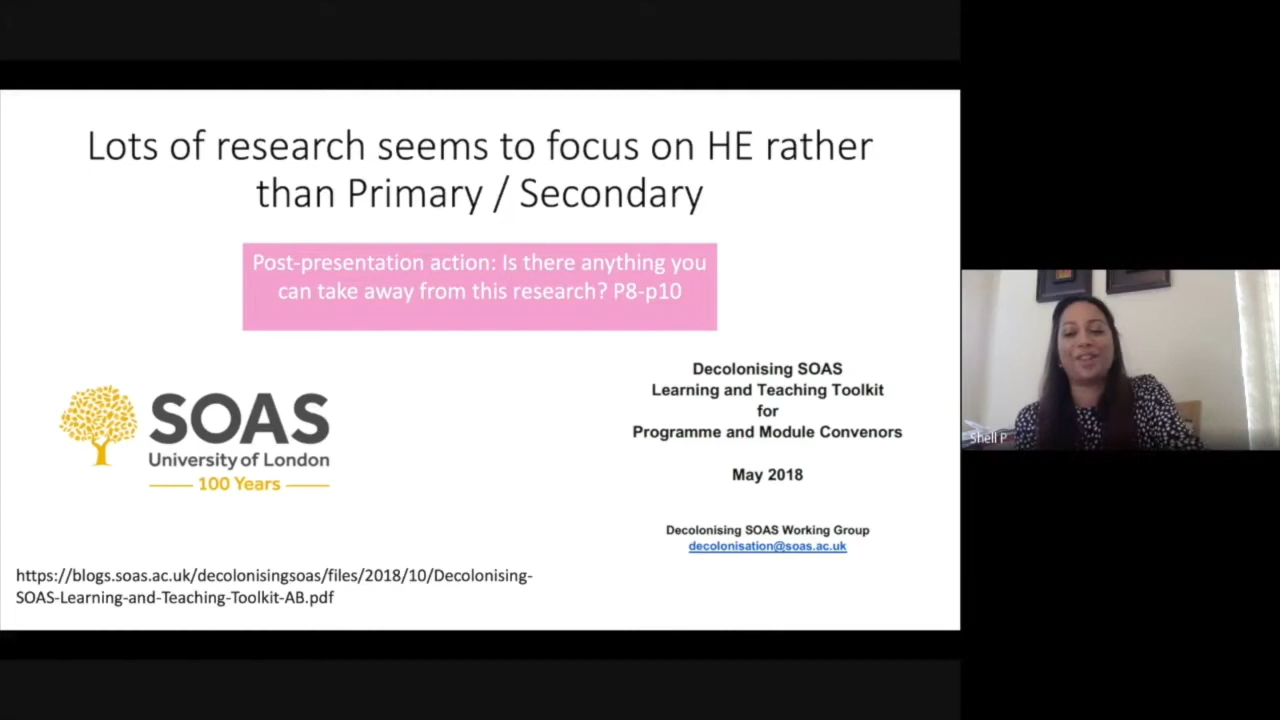 Lots of research seems to focus on HE rather
than Primary / Secondary
Post-presentation action: Is there anything you
can take away from this research? P8-p10
SOAS
University of London
100 Years
Decolonising SOAS
Learning and Teaching Toolkit
for
Programme and Module Convenors
May 2018
Decolonising SOAS Working Group
decolonisation@soas.ac.uk
https://blogs.soas.ac.uk/decolonisingsoas/files/2018/10/Decolonising-
SOAS-Learning-and-Teaching-Toolkit-AB.pdf
Shell P